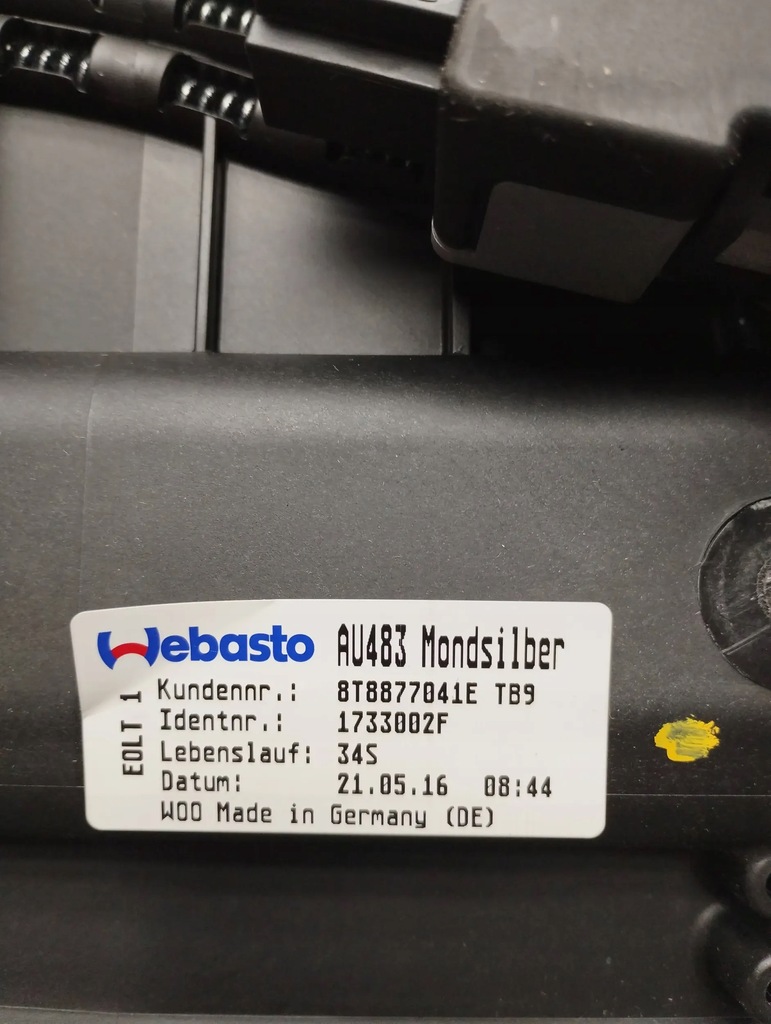 Webasto AU483 Mondsilber
EOLT 1
Kundennr.: 8T8877041E TB9
Identnr.: 1733002F
Lebenslauf: 34S
Datum: 21.05.16 08:44
WOO Made in Germany (DE)